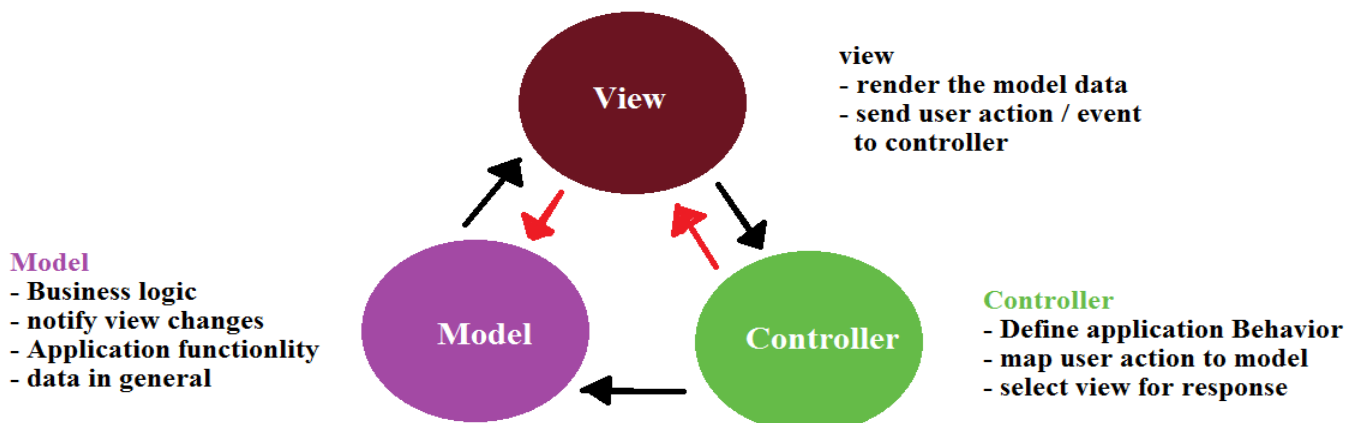 View
view
- render the model data
- send user action / event
to controller
Model
- Business logic
- notify view changes
- Application functionlity
- data in general
Model
Controller
Controller
- Define application Behavior
- map user action to model
- select view for response